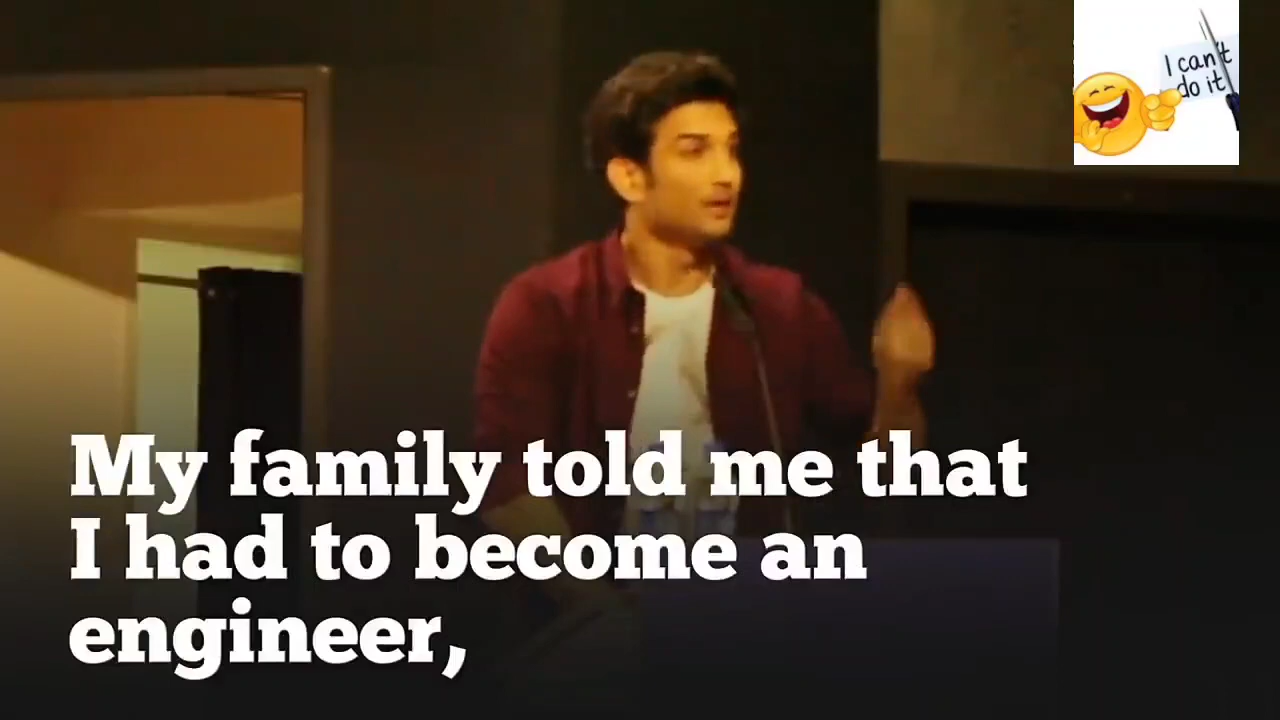 I can't
do it
My family told me that
I had to become an
engineer,